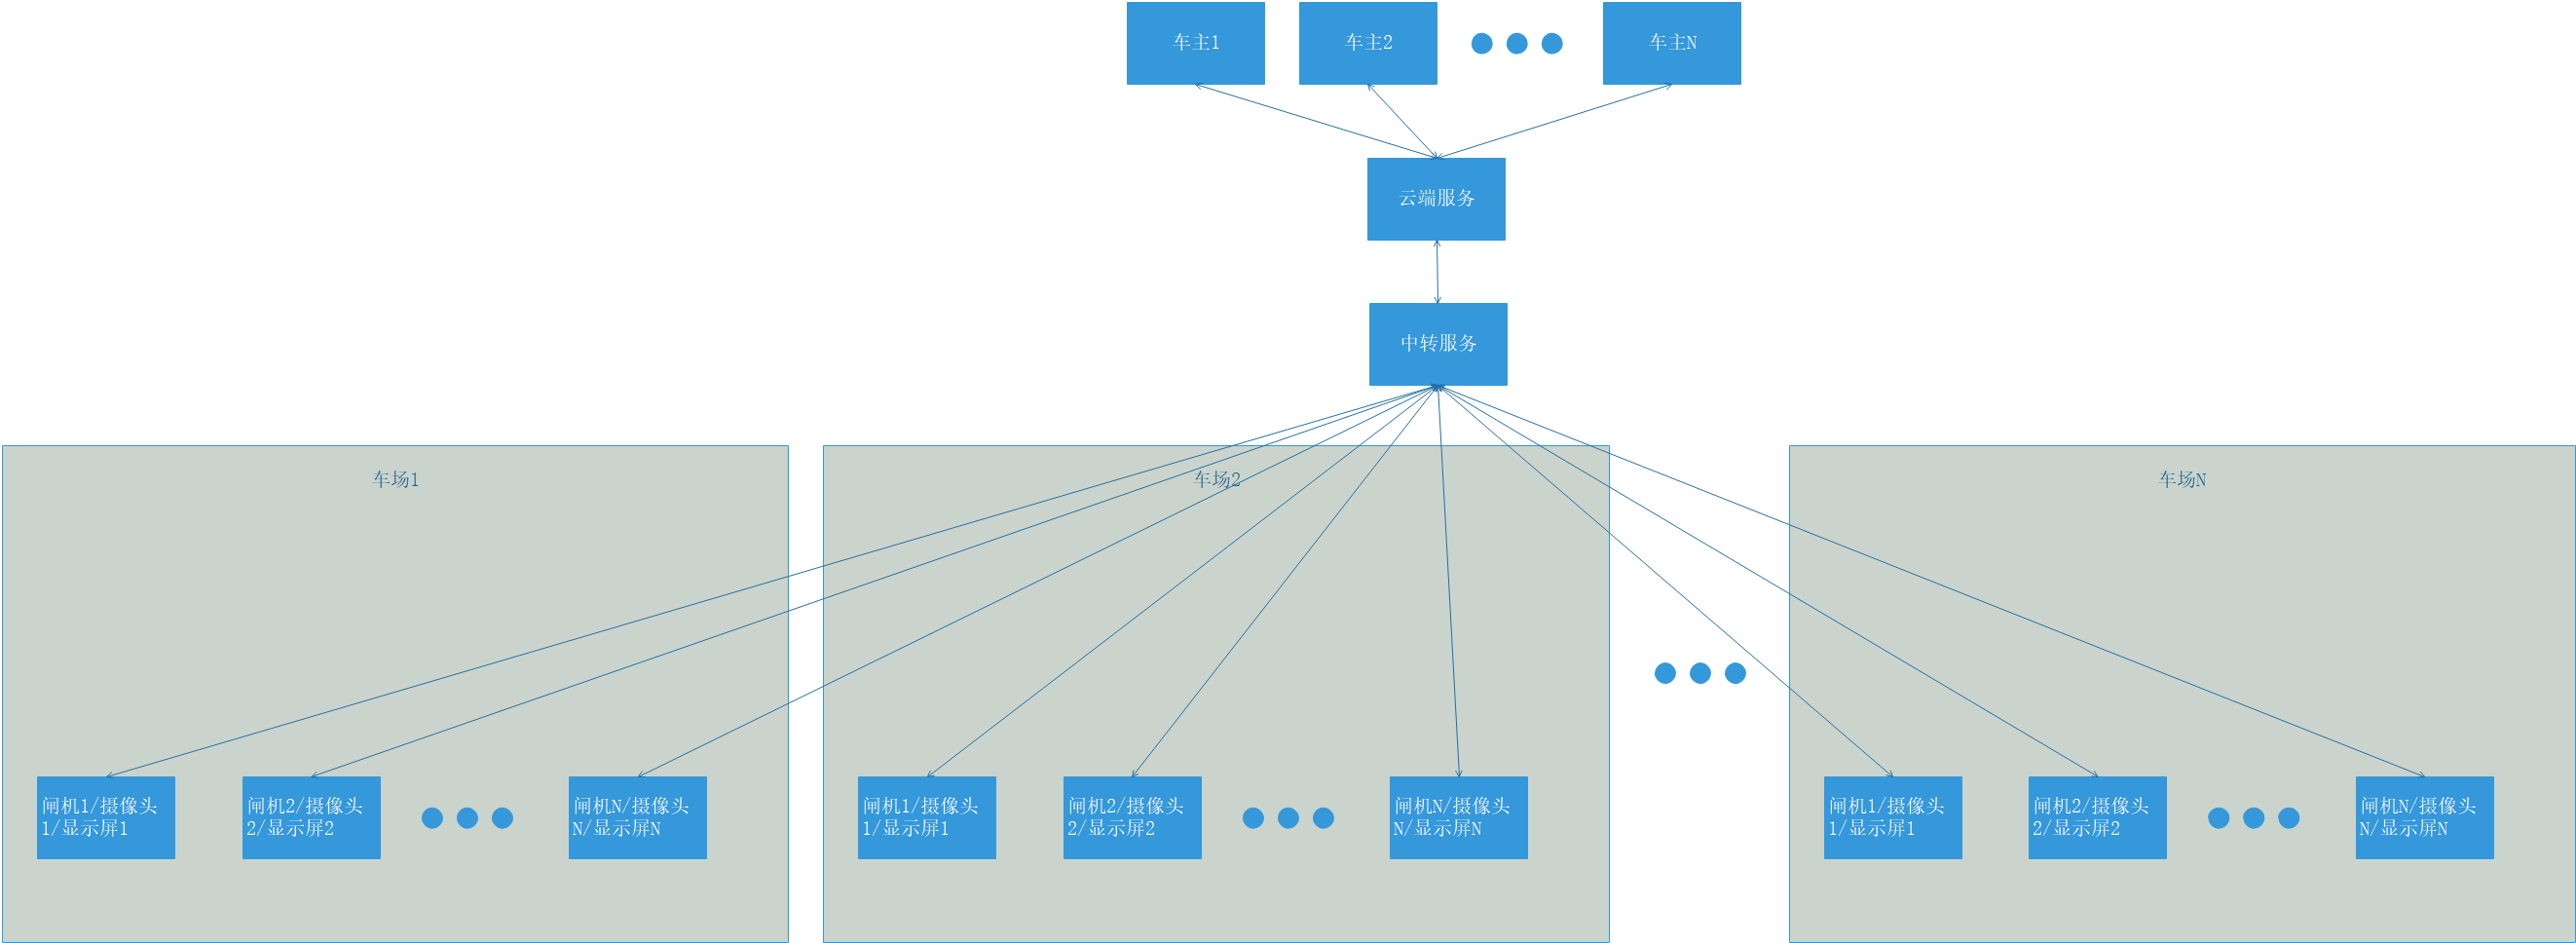 车主1
车主2
车主N
云端服务
中转服务
车场1
车场2
车场N
闸机1/摄像头
1/显示屏1
闸机2/摄像头
2/显示屏2
闸机N/摄像头
N/显示屏N
闸机1/摄像头
1/显示屏1
闸机2/摄像头
2/显示屏2
闸机N/摄像头
N/显示屏N
闸机1/摄像头
1/显示屏1
闸机2/摄像头
2/显示屏2
闸机N/摄像头
N/显示屏N